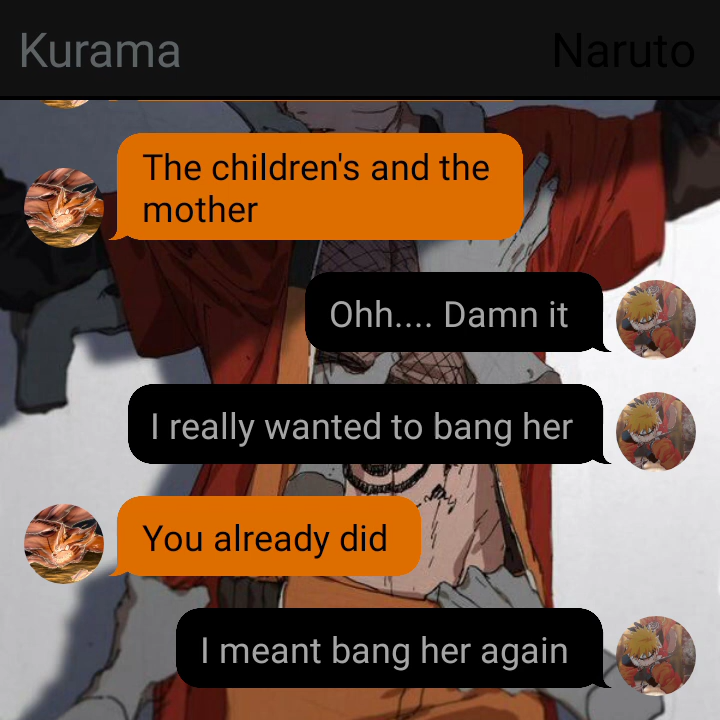 Kurama
Naruto
The children's and the
mother
Ohh.... Damn it
I really wanted to bang her
You already did
I meant bang her again